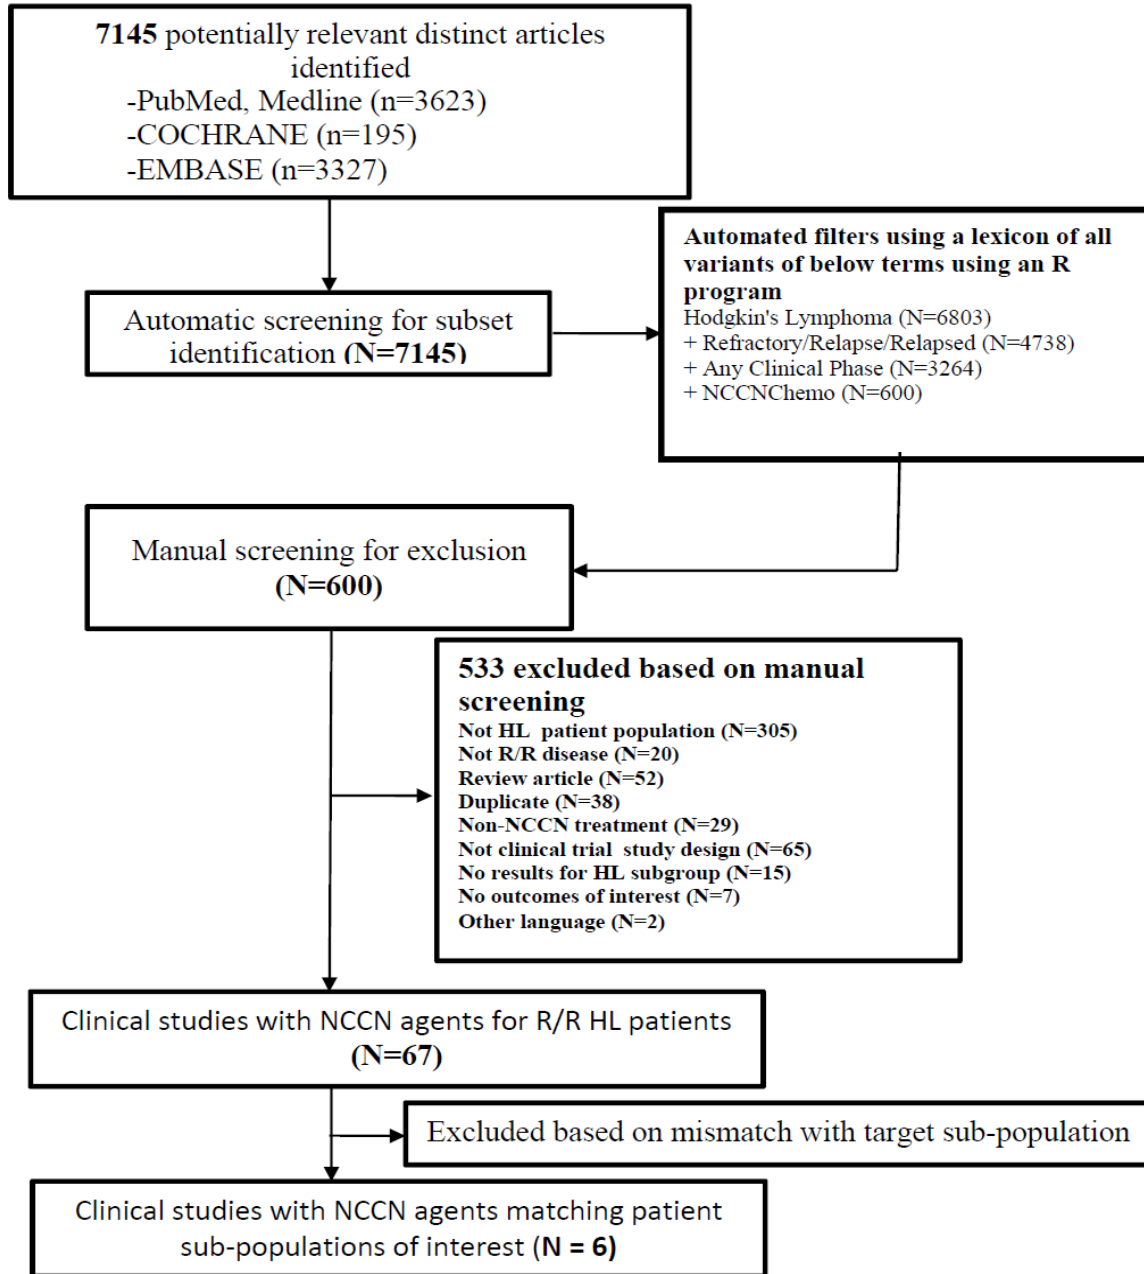 7145 potentially relevant distinct articles
identified
-PubMed, Medline (n=3623)
-COCHRANE (n=195)
-EMBASE (n=3327)
Automated filters using a lexicon of all
variants of below terms using an R
program
Hodgkin's Lymphoma (N=6803)
+ Refractory/Relapse/Relapsed (N=4738)
+ Any Clinical Phase (N=3264)
+ NCCNChemo (N=600)
Automatic screening for subset
identification (N=7145)
Manual screening for exclusion
(N=600)
533 excluded based on manual
screening
Not HL patient population (N=305)
Not R/R disease (N=20)
Review article (N=52)
Duplicate (N=38)
Non-NCCN treatment (N=29)
Not clinical trial study design (N=65)
No results for HL subgroup (N=15)
No outcomes of interest (N=7)
Other language (N=2)
Clinical studies with NCCN agents for R/R HL patients
(N=67)
Excluded based on mismatch with target sub-population
Clinical studies with NCCN agents matching patient
sub-populations of interest (N = 6)